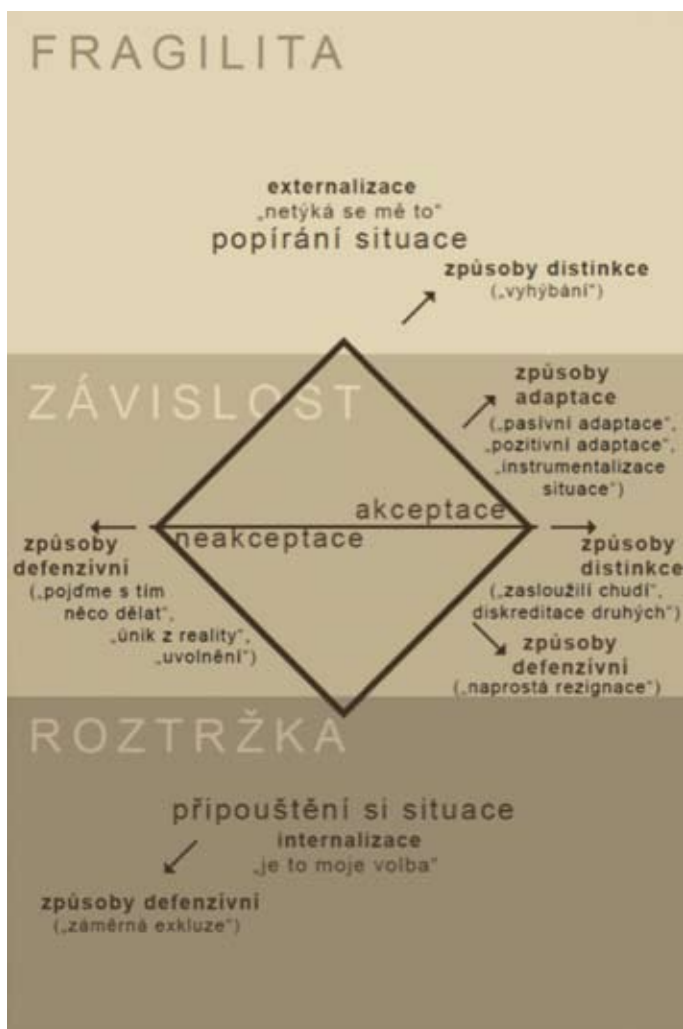 FRAGILITA
externalizace
„netýká se mě to“
popírání situace
způsoby distinkce
(„vyhýbání“)
ZÁVISLOST
způsoby
adaptace
(„pasivní adaptace“,
„pozitivní adaptace“,
„instrumentalizace
situace“)
akceptace
neakceptace
způsoby
defenzivní
(„pojďme s tím
něco dělat“,
„únik z reality“,
„uvolnění“)
způsoby
distinkce
(„zasloužilí chudí“,
diskreditace druhých“)
způsoby
defenzivní
(„naprostá rezignace“)
ROZTRŽKA
připouštění si situace
internalizace
„je to moje volba“
způsoby defenzivní
(„záměrná exkluze“)